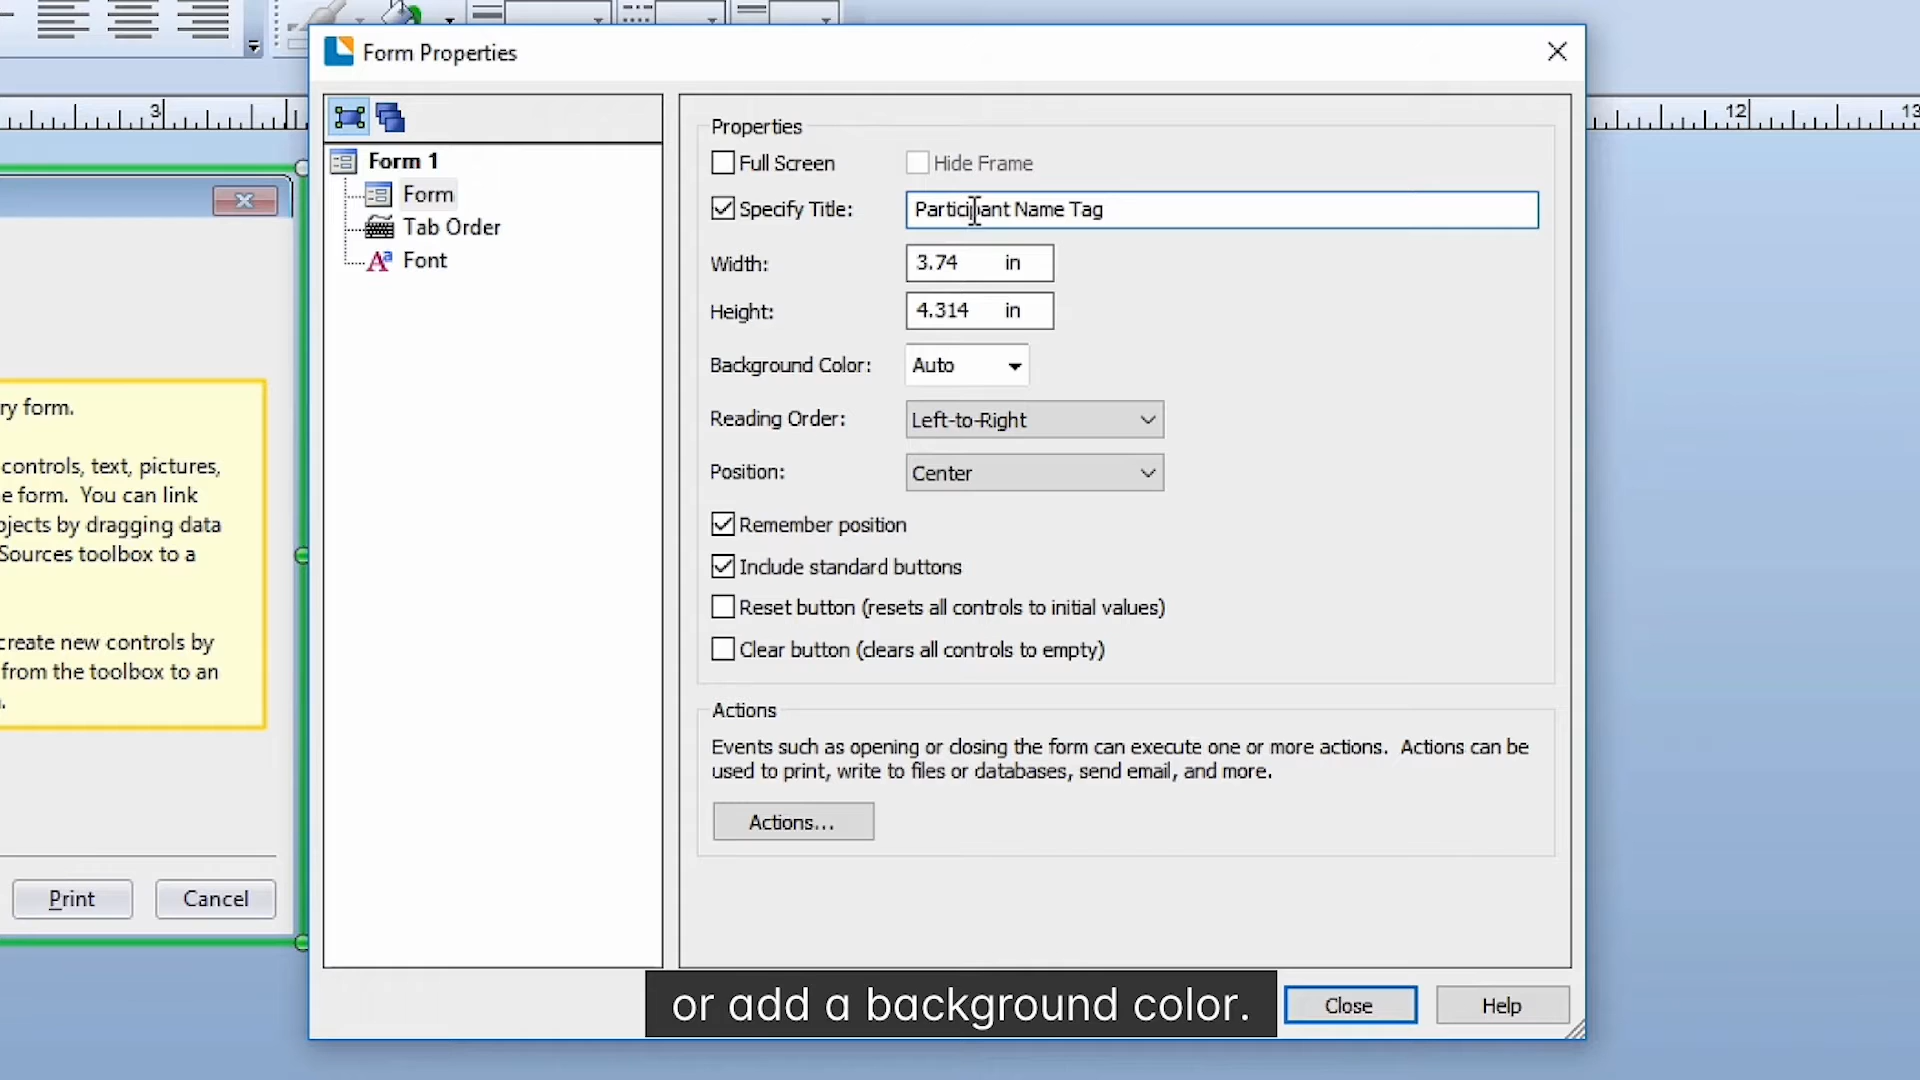 Form Properties
3
12
13
Form 1
Form
Tab Order
Font
Properties
Full Screen
Hide Frame
Specify Title:
Participant Name Tag
Width:
3.74 in
Height:
4.314 in
Background Color:
Auto
Reading Order:
Left-to-Right
Position:
Center
Remember position
Include standard buttons
Reset button (resets all controls to initial values)
Clear button (clears all controls to empty)
Actions
Events such as opening or closing the form can execute one or more actions. Actions can be
used to print, write to files or databases, send email, and more.
Actions...
ry form.
controls, text, pictures,
e form. You can link
jects by dragging data
Sources toolbox to a
create new controls by
from the toolbox to an
.
Print
Cancel
or add a background color.
Close
Help